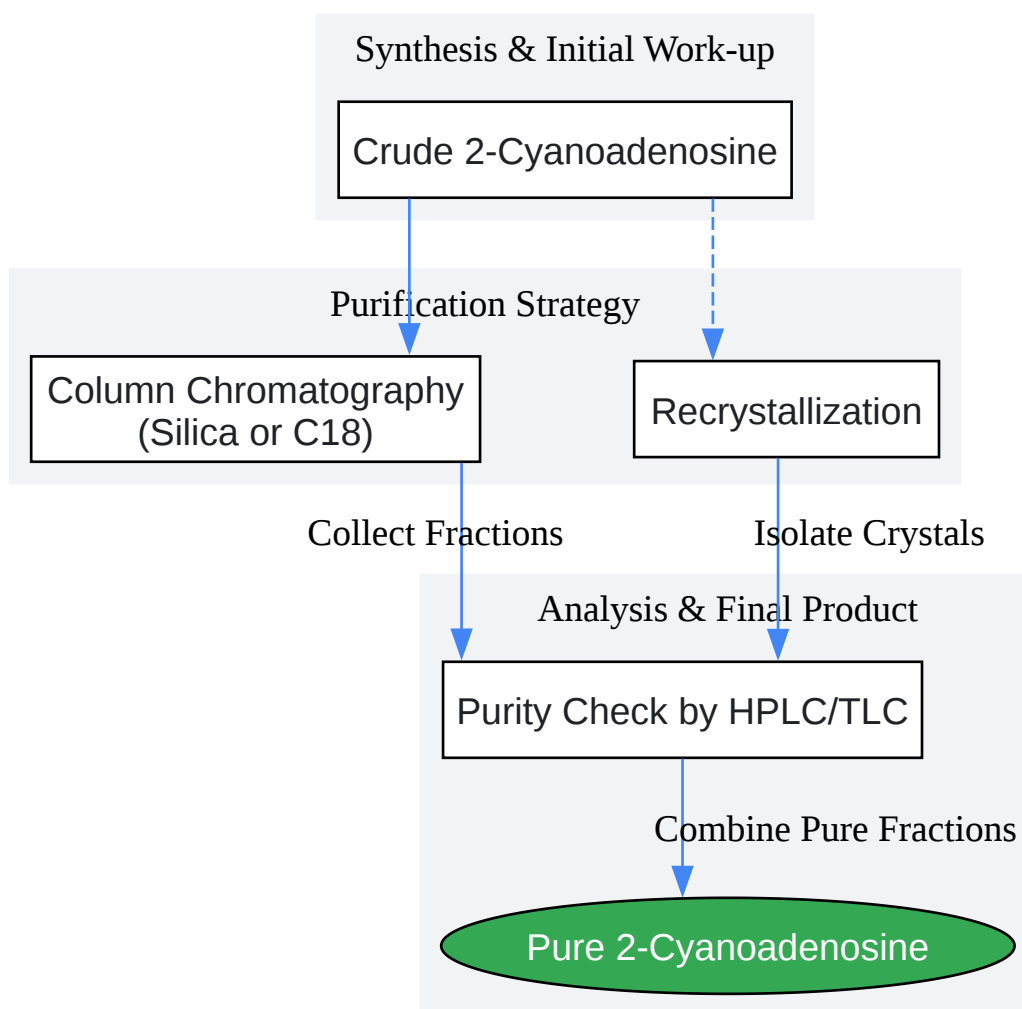 Synthesis & Initial Work-up
Crude 2-Cyanoadenosine
Purification Strategy
Column Chromatography
(Silica or C18)
Recrystallization
Collect Fractions
Isolate Crystals
Analysis & Final Product
Purity Check by HPLC/TLC
Combine Pure Fractions
Pure 2-Cyanoadenosine